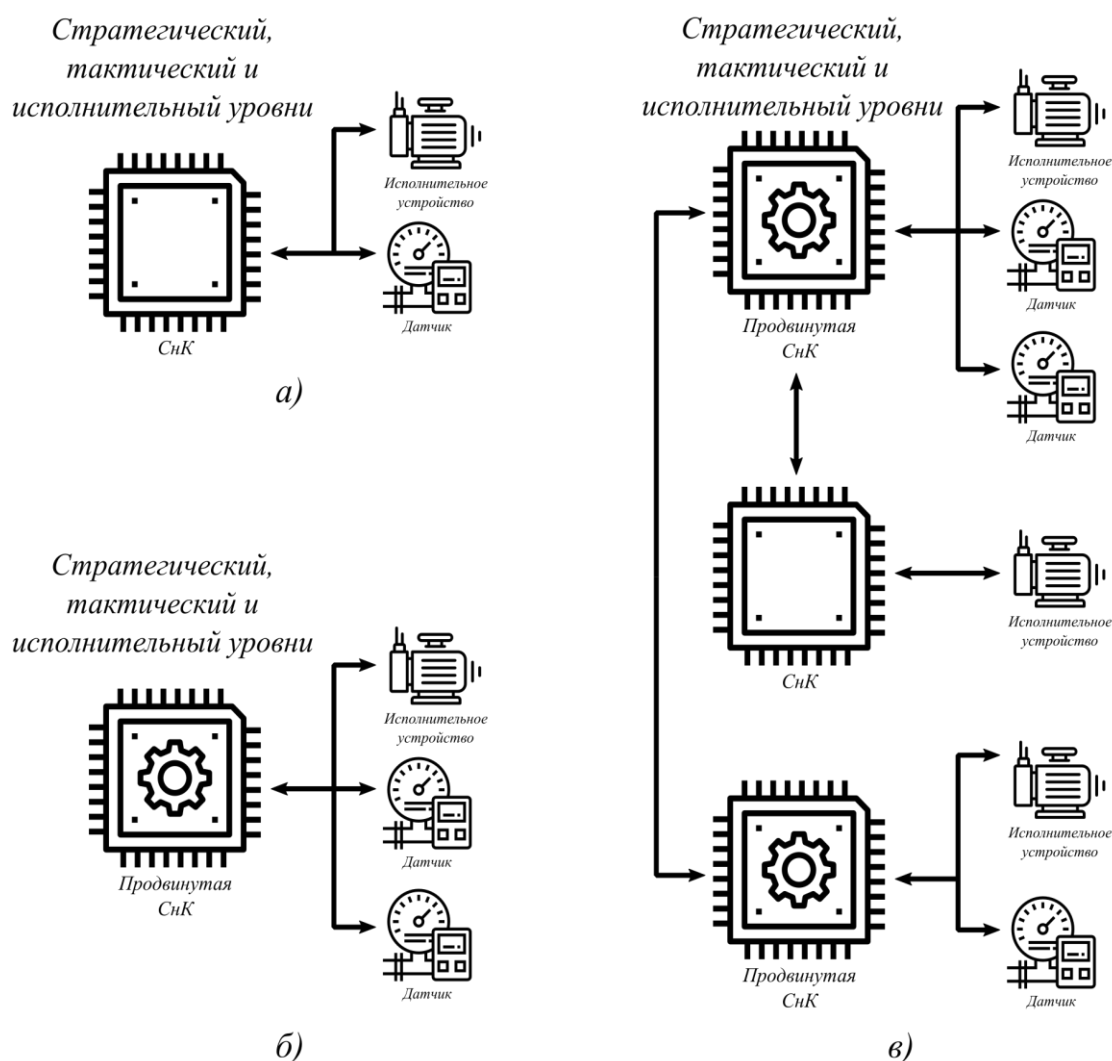 Стратегический,
тактический и
исполнительный уровни
Исполнительное
устройство
Датчик
СнК
а)
Стратегический,
тактический и
исполнительный уровни
Исполнительное
устройство
Датчик
Продвинутая
СнК
Датчик
б)
Стратегический,
тактический и
исполнительный уровни
Исполнительное
устройство
Датчик
Продвинутая
СнК
Датчик
Исполнительное
устройство
СнК
Исполнительное
устройство
Продвинутая
СнК
Датчик
в)